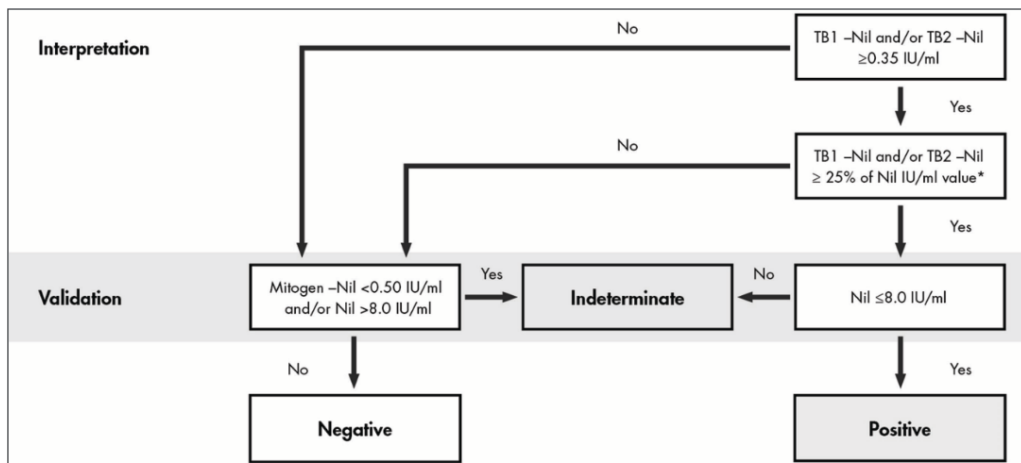 Interpretation
No
TB1 –Nil and/or TB2 –Nil
≥0.35 IU/ml
Yes
No
TB1 –Nil and/or TB2 –Nil
≥ 25% of Nil IU/ml value*
Yes
Validation
Mitogen –Nil <0.50 IU/ml
and/or Nil >8.0 IU/ml
Yes
Indeterminate
No
Nil ≤8.0 IU/ml
No
Yes
Negative
Positive